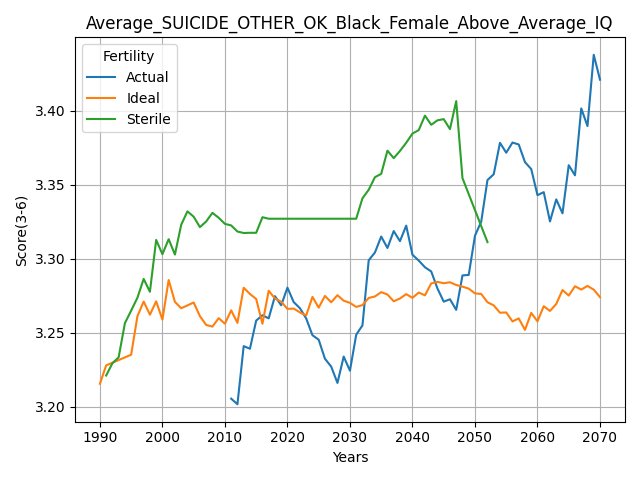 Average_SUICIDE_OTHER_OK_Black_Female_Above_Average_IQ
Fertility
Actual
Ideal
Sterile
3.40
3.35
3.30
3.25
3.20
Score(3-6)
1990 2000 2010 2020 2030 2040 2050 2060 2070
Years